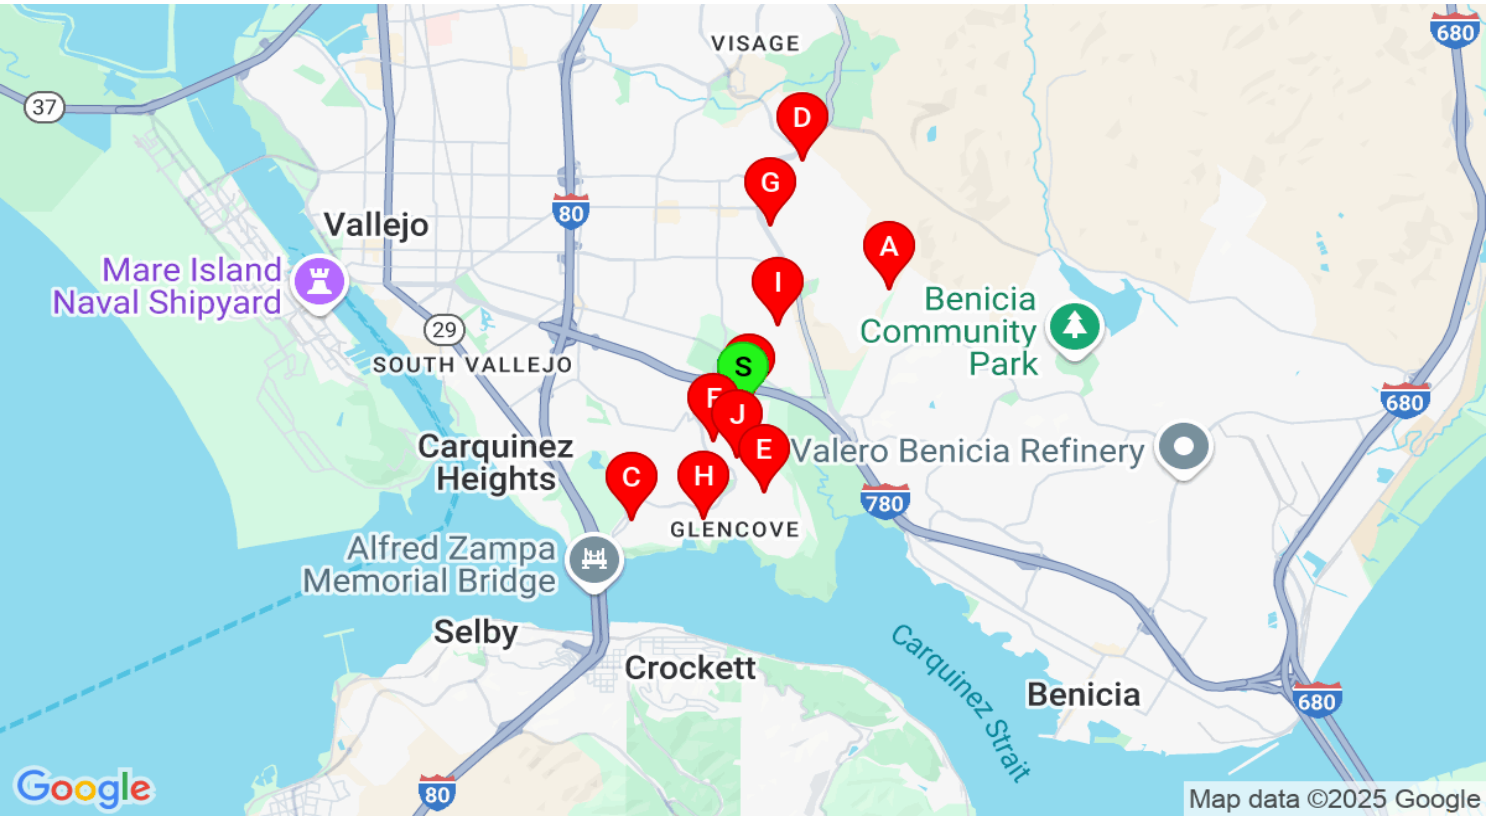 VISAGE
680
37
D
G
80
Vallejo
A
Mare Island
Naval Shipyard
I
Benicia
Community
Park
29
SOUTH VALLEJO
S
F
J
680
Carquinez
Heights
E
Valero Benicia Refinery
C
H
780
GLENCOVE
Alfred Zampa
Memorial Bridge
Selby
Crockett
Carquinez Strait
Benicia
680
Google
80
Map data ©2025 Google